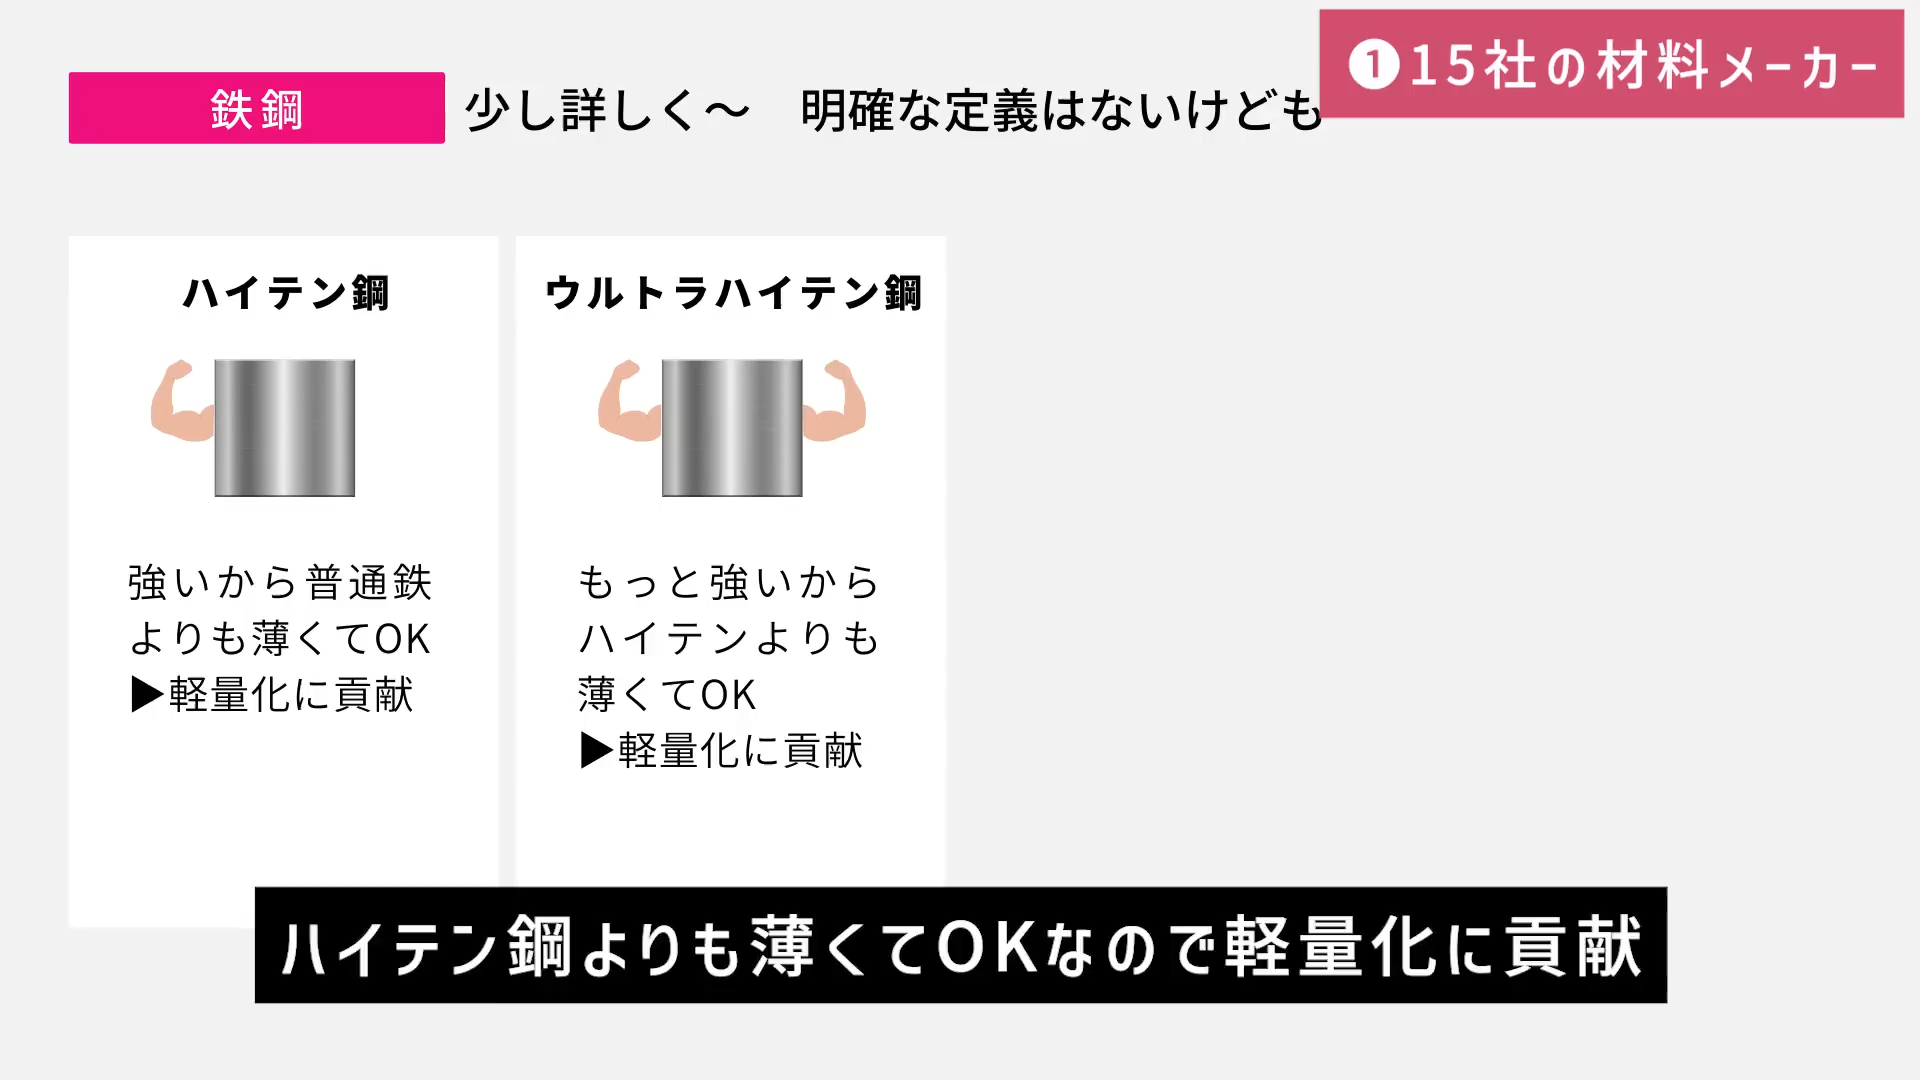 ❶15社の材料メーカー
鉄鋼
少し詳しく〜　明確な定義はないけども
ハイテン鋼
強いから普通鉄
よりも薄くてOK
▶軽量化に貢献
ウルトラハイテン鋼
もっと強いから
ハイテンよりも
薄くてOK
▶軽量化に貢献
ハイテン鋼よりも薄くてOKなので軽量化に貢献